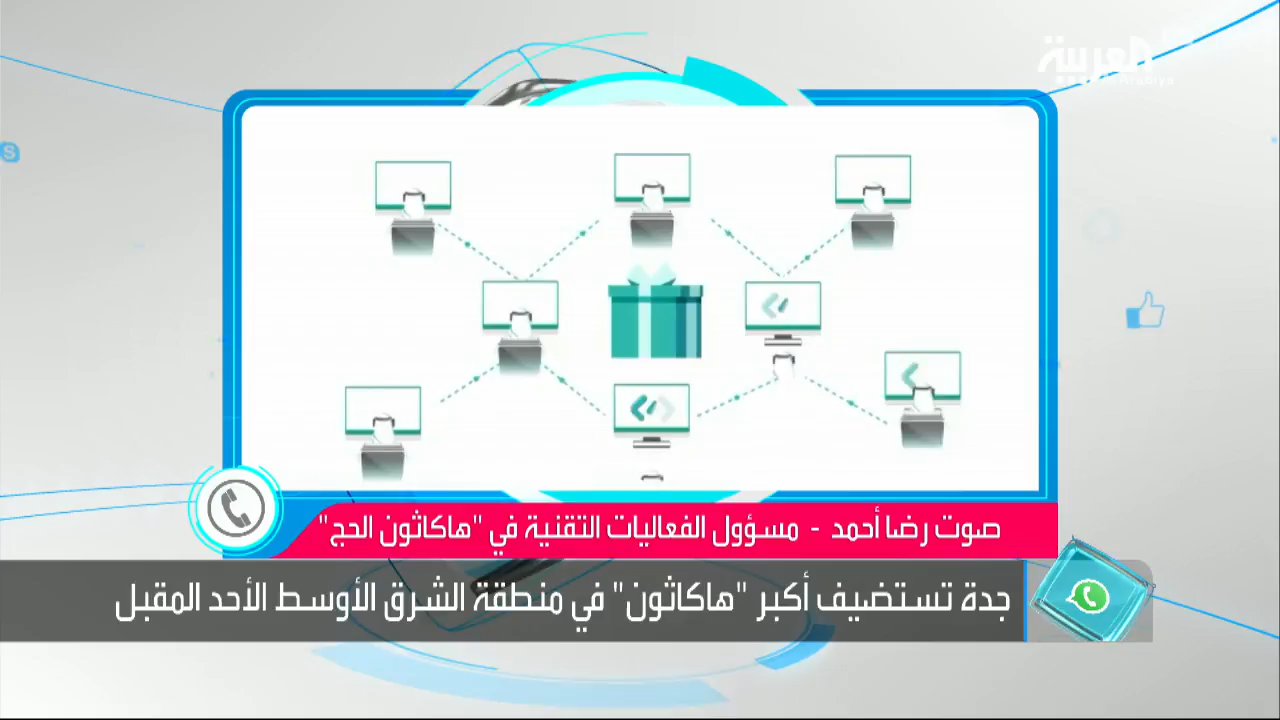 العربية
صوت رضا أحمد - مسؤول الفعاليات التقنية في "هاكاثون الحج"
جدة تستضيف أكبر "هاكاثون" في منطقة الشرق الأوسط الأحد المقبل